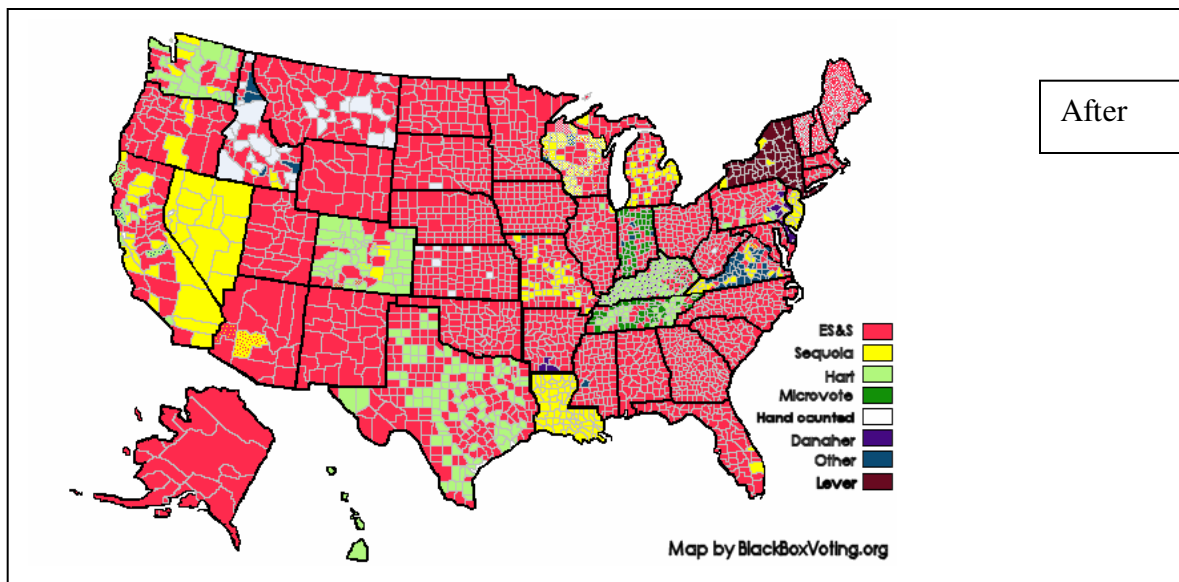 After
ES&S
Sequoia
Hart
Microvote
Hand counted
Danaher
Other
Lever
Map by BlackBoxVoting.org